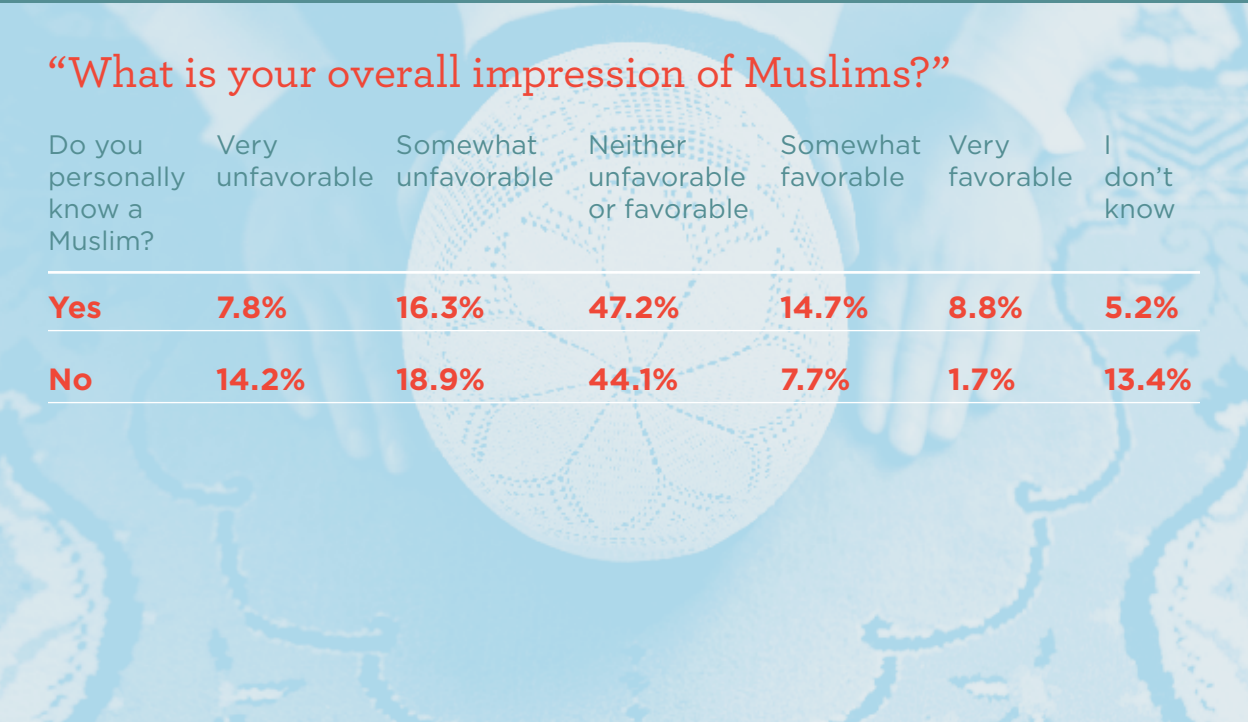 “What is your overall impression of Muslims?”
Do you personally know a Muslim? Very unfavorable Somewhat unfavorable Neither unfavorable or favorable Somewhat favorable Very favorable I don’t know
Yes 7.8% 16.3% 47.2% 14.7% 8.8% 5.2%
No 14.2% 18.9% 44.1% 7.7% 1.7% 13.4%